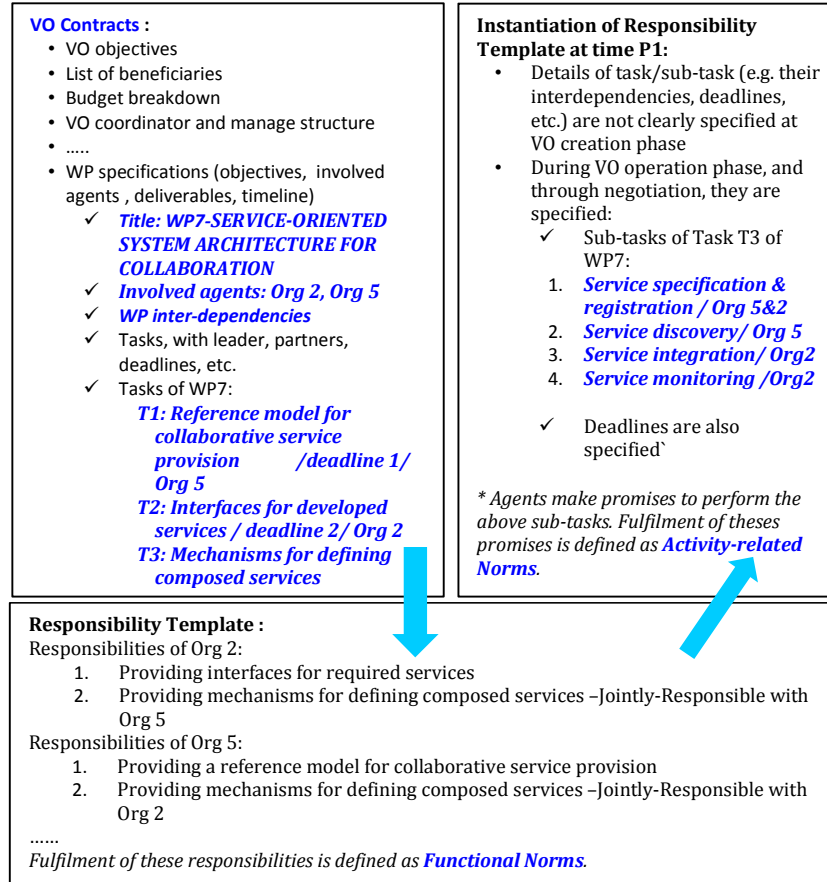 VO Contracts :
• VO objectives
• List of beneficiaries
• Budget breakdown
• VO coordinator and manage structure
• .....
• WP specifications (objectives, involved
agents , deliverables, timeline)
✓ Title: WP7-SERVICE-ORIENTED
SYSTEM ARCHITECTURE FOR
COLLABORATION
✓ Involved agents: Org 2, Org 5
✓ WP inter-dependencies
✓ Tasks, with leader, partners,
deadlines, etc.
✓ Tasks of WP7:
T1: Reference model for
collaborative service
provision /deadline 1/
Org 5
T2: Interfaces for developed
services / deadline 2/ Org 2
T3: Mechanisms for defining
composed services
Instantiation of Responsibility
Template at time P1:
• Details of task/sub-task (e.g. their
interdependencies, deadlines,
etc.) are not clearly specified at
VO creation phase
• During VO operation phase, and
through negotiation, they are
specified:
✓ Sub-tasks of Task T3 of
WP7:
1. Service specification &
registration / Org 5&2
2. Service discovery/ Org 5
3. Service integration/ Org2
4. Service monitoring /Org2
✓ Deadlines are also
specified`
* Agents make promises to perform the
above sub-tasks. Fulfilment of theses
promises is defined as Activity-related
Norms.
Responsibility Template :
Responsibilities of Org 2:
1. Providing interfaces for required services
2. Providing mechanisms for defining composed services –Jointly-Responsible with
Org 5
Responsibilities of Org 5:
1. Providing a reference model for collaborative service provision
2. Providing mechanisms for defining composed services –Jointly-Responsible with
Org 2
......
Fulfilment of these responsibilities is defined as Functional Norms.